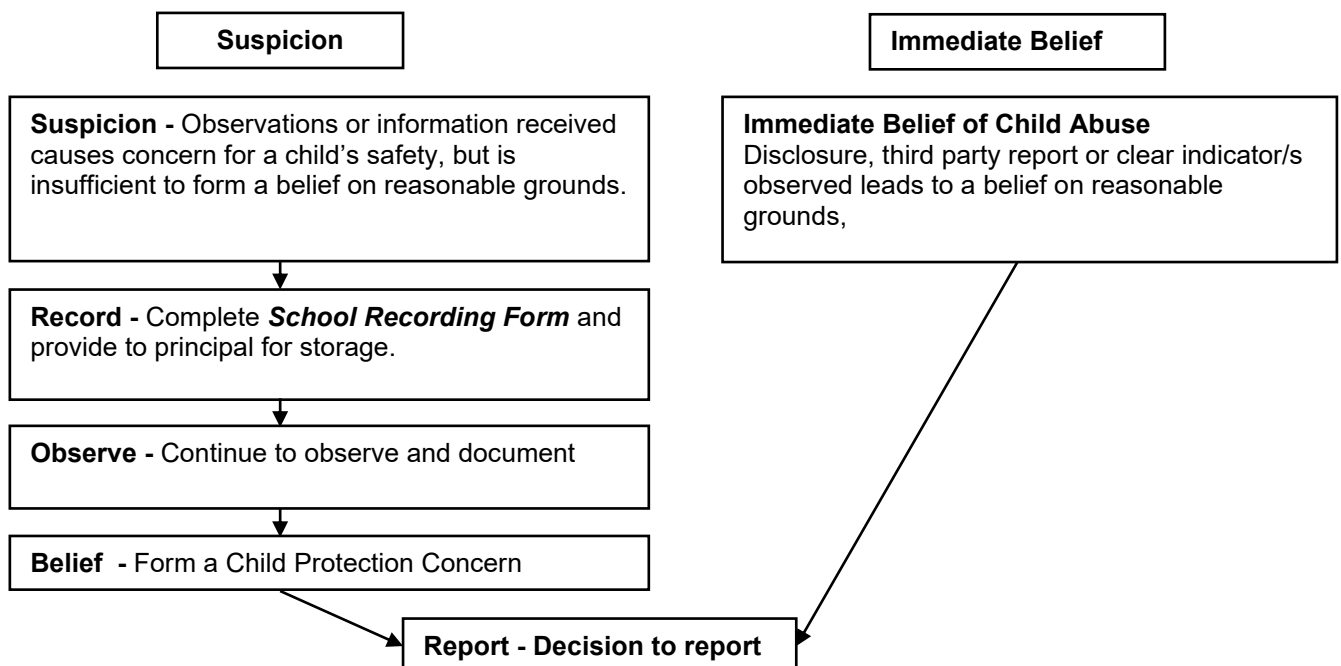 Suspicion
Immediate Belief
Suspicion - Observations or information received
causes concern for a child’s safety, but is
insufficient to form a belief on reasonable grounds.
Immediate Belief of Child Abuse
Disclosure, third party report or clear indicator/s
observed leads to a belief on reasonable
grounds,
Record - Complete School Recording Form and
provide to principal for storage.
Observe - Continue to observe and document
Belief - Form a Child Protection Concern
Report - Decision to report